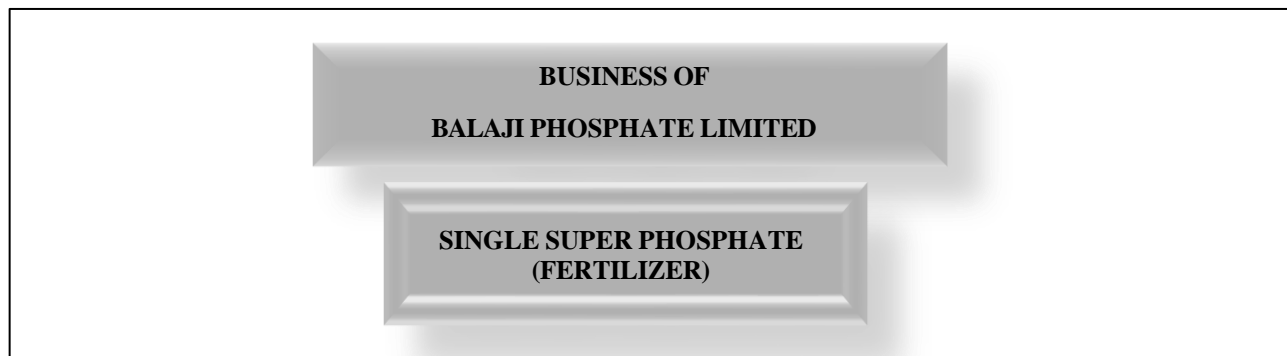 BUSINESS OF
BALAJI PHOSPHATE LIMITED
SINGLE SUPER PHOSPHATE
(FERTILIZER)